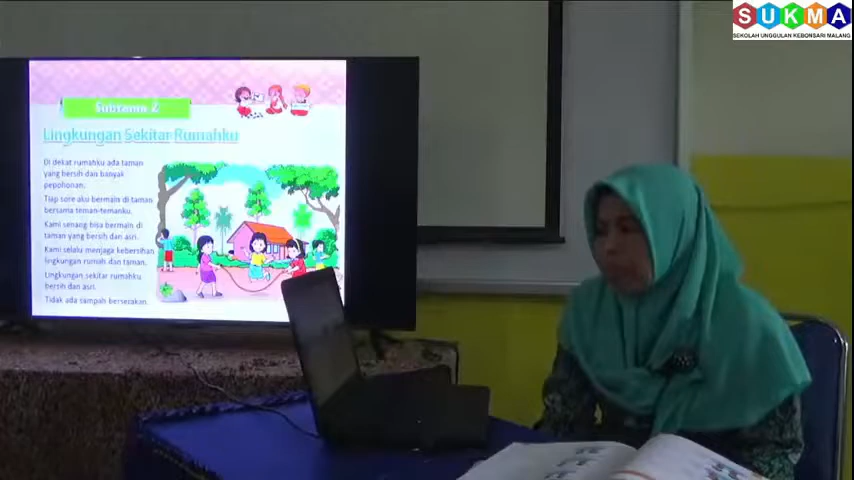 SUKMA
SEKOLAH UNGGULAN KEBONSARI MALANG
Subtema 2
Lingkungan Sekitar Rumahku
Di dekat rumahku ada taman
yang bersih dan banyak
pepohonan.
Tiap sore aku bermain di taman
bersama teman-temanku.
Kami senang bisa bermain di
taman yang bersih dan asri.
Kami selalu menjaga kebersihan
lingkungan rumah dan taman.
Lingkungan sekitar rumahku
bersih dan asri.
Tidak ada sampah berserakan.